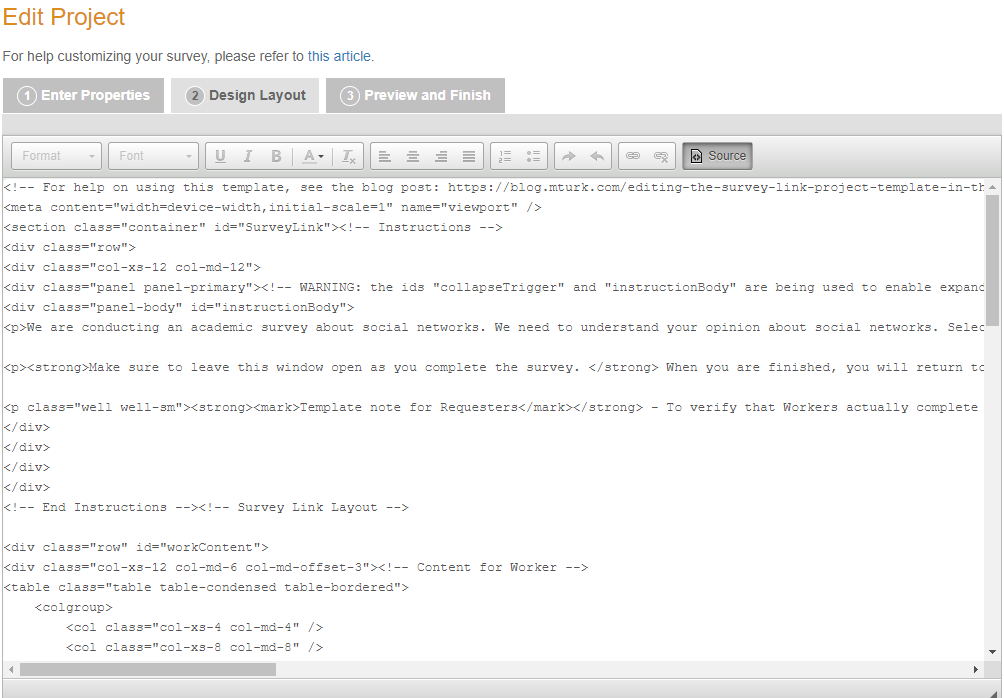 Edit Project
For help customizing your survey, please refer to this article.
1 Enter Properties
2 Design Layout
3 Preview and Finish
Format
Font
U I B A Tx
Source
<!-- For help on using this template, see the blog post: https://blog.mturk.com/editing-the-survey-link-project-template-in-th
<meta content="width=device-width,initial-scale=1" name="viewport" />
<section class="container" id="SurveyLink"><!-- Instructions -->
<div class="row">
<div class="col-xs-12 col-md-12">
<div class="panel panel-primary"><!-- WARNING: the ids "collapseTrigger" and "instructionBody" are being used to enable expand
<div class="panel-body" id="instructionBody">
<p>We are conducting an academic survey about social networks. We need to understand your opinion about social networks. Selec
<p><strong>Make sure to leave this window open as you complete the survey. </strong> When you are finished, you will return to
<p class="well well-sm"><strong><mark>Template note for Requesters</mark></strong> - To verify that Workers actually complete
</div>
</div>
</div>
</div>
<!-- End Instructions --><!-- Survey Link Layout -->
<div class="row" id="workContent">
<div class="col-xs-12 col-md-6 col-md-offset-3"><!-- Content for Worker -->
<table class="table table-condensed table-bordered">
<colgroup>
<col class="col-xs-4 col-md-4" />
<col class="col-xs-8 col-md-8" />